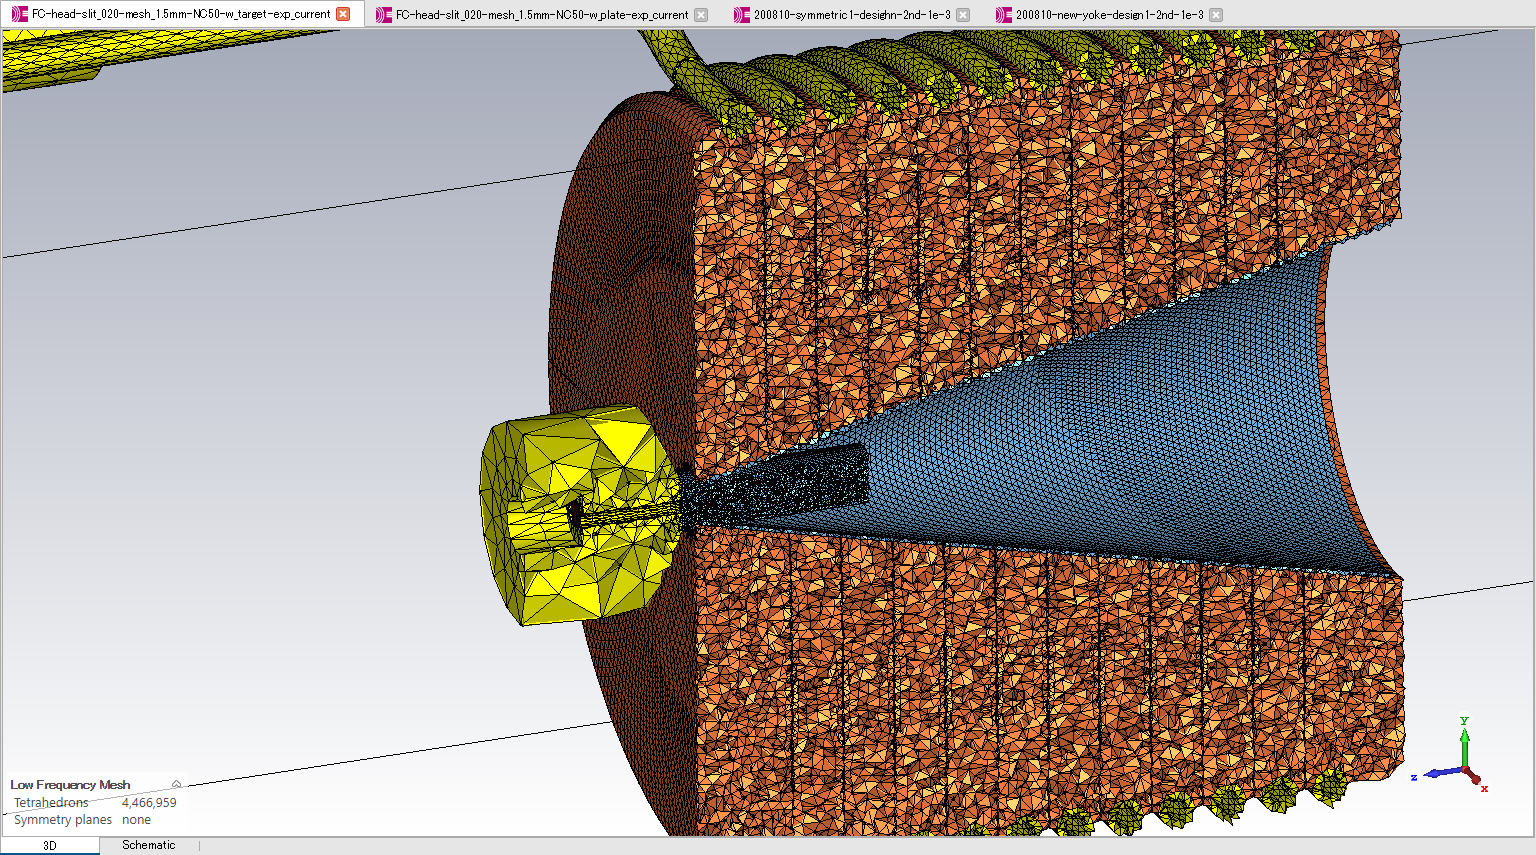 FC-head-slit_020-mesh_1.5mm-NC50-w_target-exp_current
FC-head-slit_020-mesh_1.5mm-NC50-w_plate-exp_current
200810-symmetric1-desighn-2nd-1e-3
200810-new-yoke-design1-2nd-1e-3
Y
z
x
Low Frequency Mesh
Tetrahedrons 4,466,959
Symmetry planes none
3D Schematic